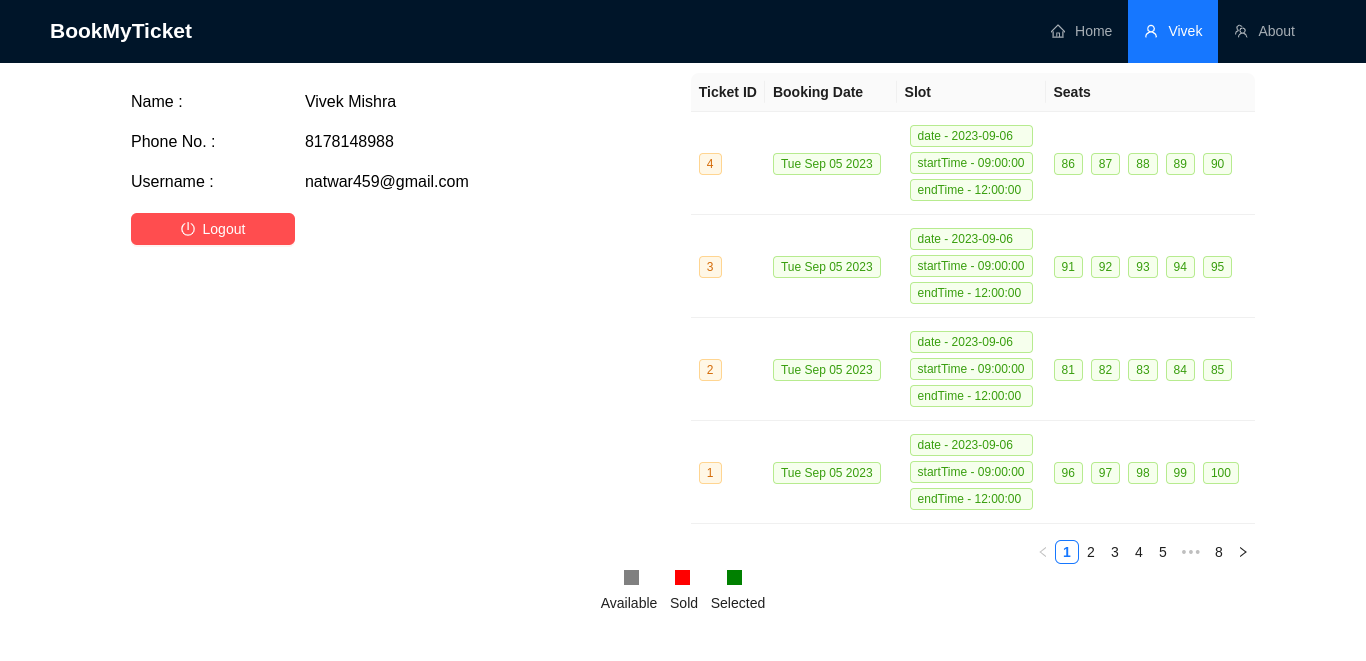 BookMyTicket
Home Vivek About
Name : Vivek Mishra
Phone No. : 8178148988
Username : natwar459@gmail.com
Logout
Ticket ID Booking Date Slot Seats
4 Tue Sep 05 2023 date - 2023-09-06 startTime - 09:00:00 endTime - 12:00:00 86 87 88 89 90
3 Tue Sep 05 2023 date - 2023-09-06 startTime - 09:00:00 endTime - 12:00:00 91 92 93 94 95
2 Tue Sep 05 2023 date - 2023-09-06 startTime - 09:00:00 endTime - 12:00:00 81 82 83 84 85
1 Tue Sep 05 2023 date - 2023-09-06 startTime - 09:00:00 endTime - 12:00:00 96 97 98 99 100
1 2 3 4 5 ••• 8
Available Sold Selected